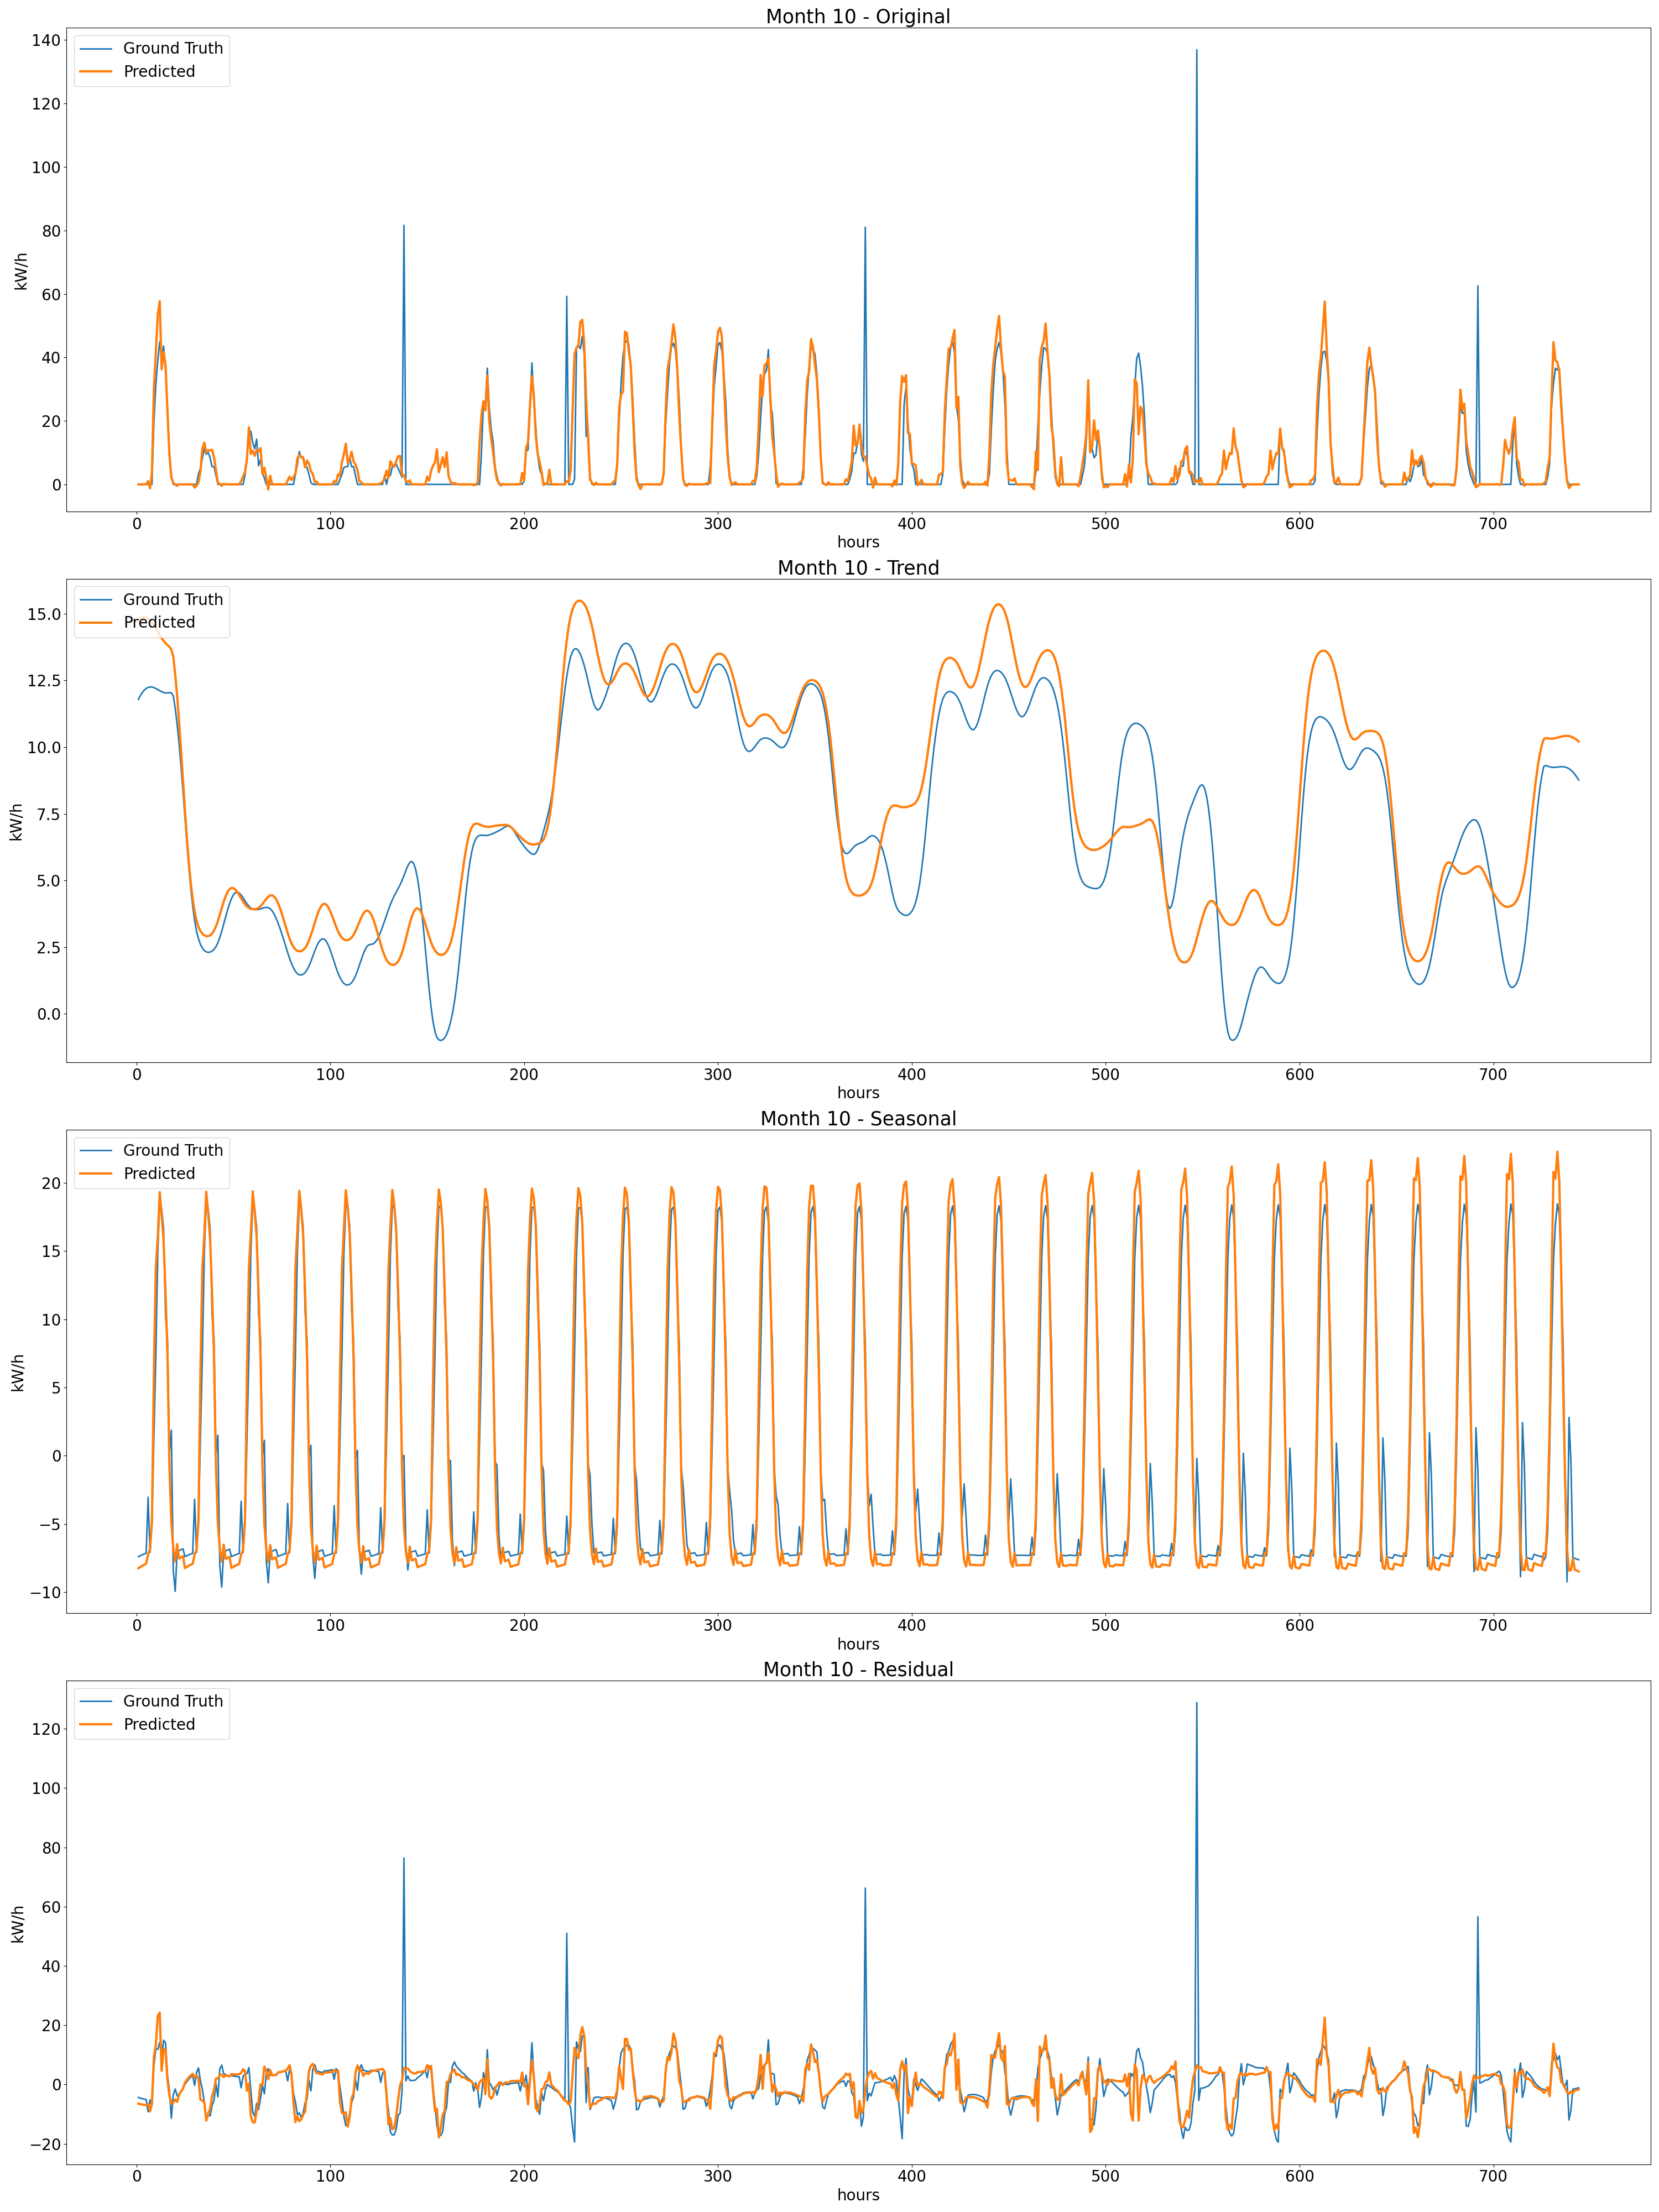 Month 10 - Original
Ground Truth
Predicted
kW/h
140
120
100
80
60
40
20
0
0 100 200 300 400 500 600 700
hours
Month 10 - Trend
Ground Truth
Predicted
kW/h
15.0
12.5
10.0
7.5
5.0
2.5
0.0
0 100 200 300 400 500 600 700
hours
Month 10 - Seasonal
Ground Truth
Predicted
kW/h
20
15
10
5
0
−5
−10
0 100 200 300 400 500 600 700
hours
Month 10 - Residual
Ground Truth
Predicted
kW/h
120
100
80
60
40
20
0
−20
0 100 200 300 400 500 600 700
hours